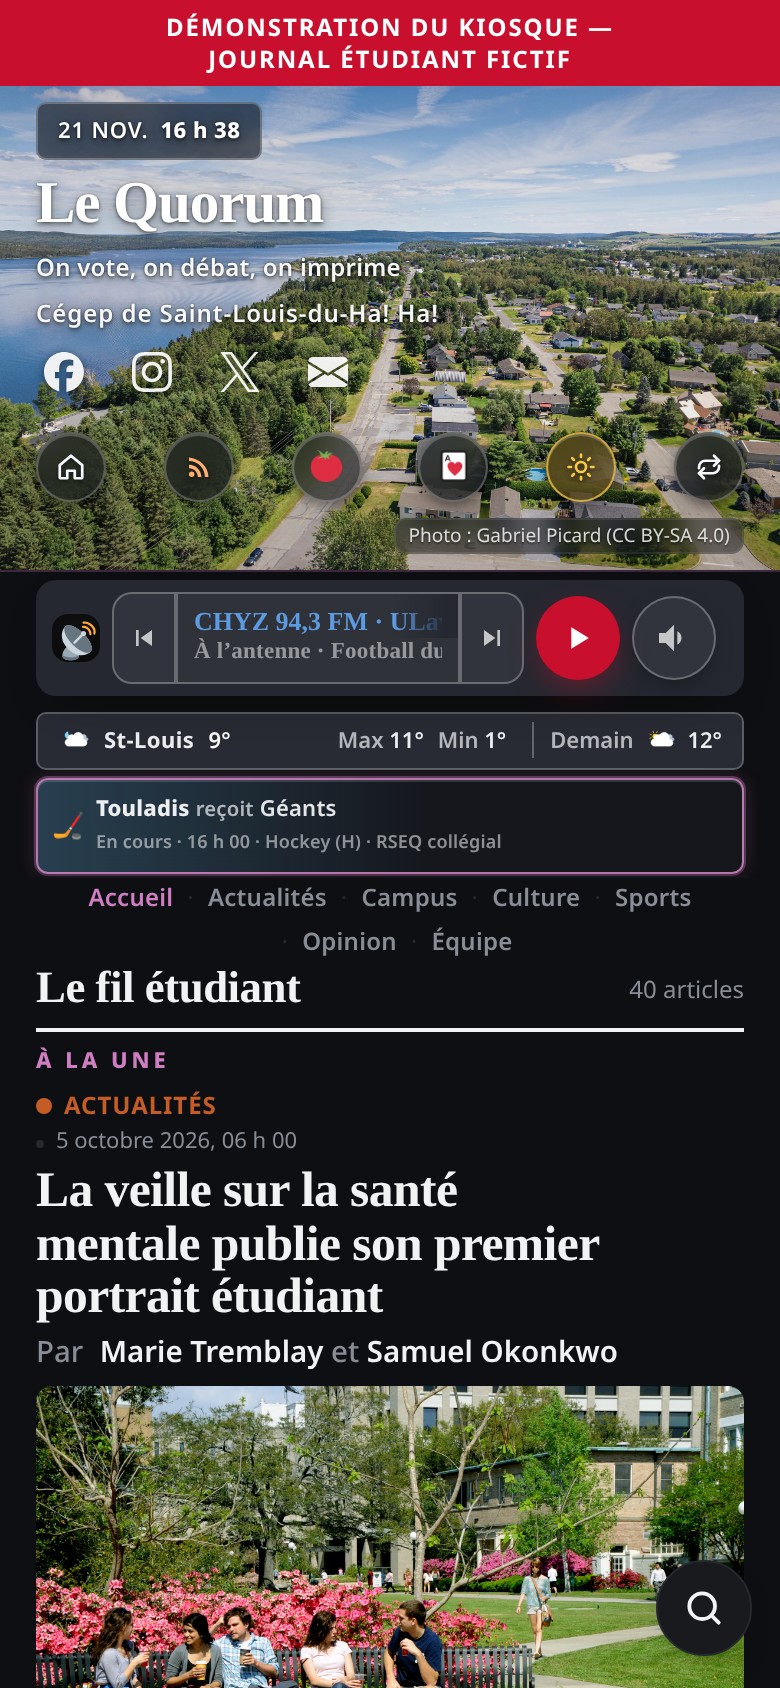 DÉMONSTRATION DU KIOSQUE —
JOURNAL ÉTUDIANT FICTIF
21 NOV. 16 h 38
Le Quorum
On vote, on débat, on imprime
Cégep de Saint-Louis-du-Ha! Ha!
Photo : Gabriel Picard (CC BY-SA 4.0)
CHYZ 94,3 FM · ULa
À l’antenne · Football du
St-Louis 9° Max 11° Min 1° Demain 12°
Touladis reçoit Géants
En cours · 16 h 00 · Hockey (H) · RSEQ collégial
Accueil · Actualités · Campus · Culture · Sports
· Opinion · Équipe
Le fil étudiant 40 articles
À LA UNE
ACTUALITÉS
5 octobre 2026, 06 h 00
La veille sur la santé
mentale publie son premier
portrait étudiant
Par Marie Tremblay et Samuel Okonkwo